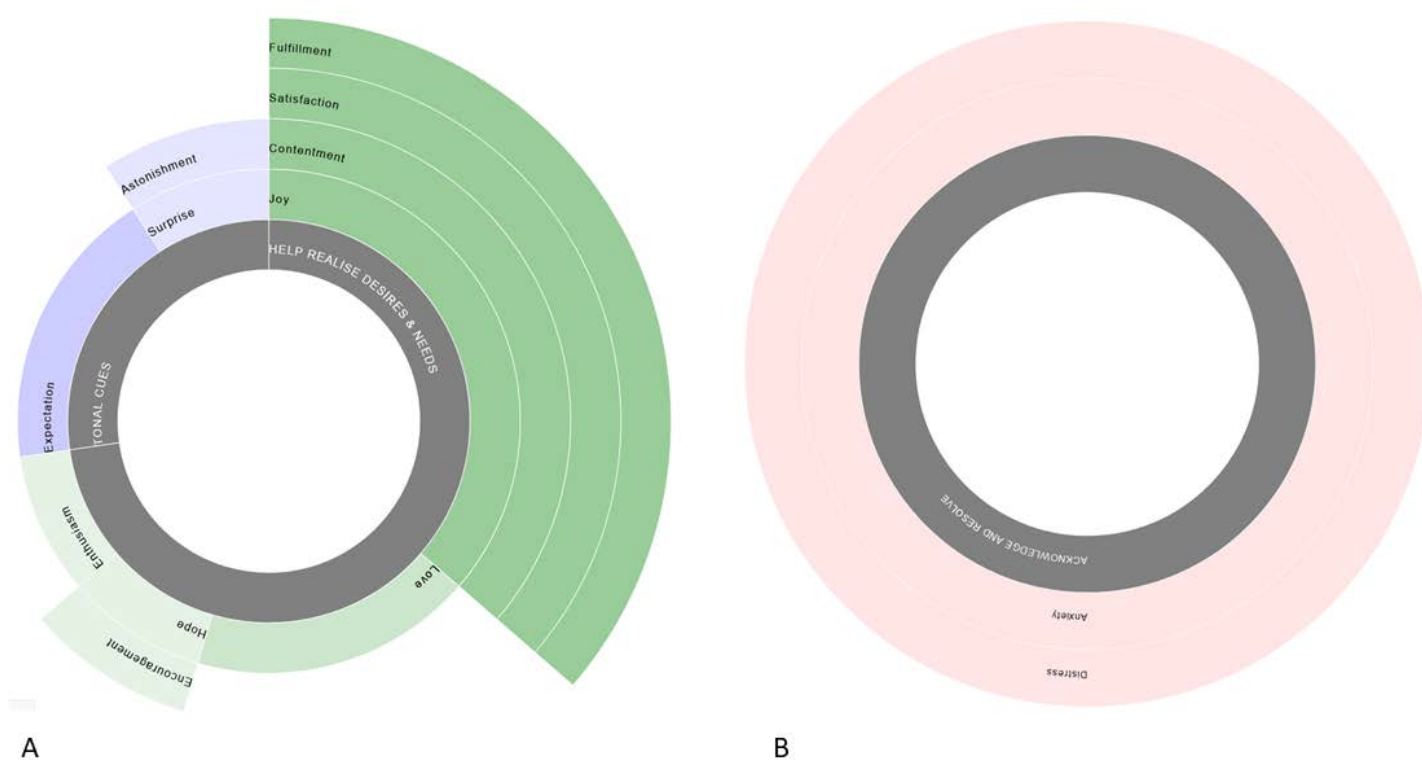 Fulfillment
Satisfaction
Contentment
Joy
HELP REALISE DESIRES & NEEDS
Astonishment
Surprise
Expectation
TONAL CUES
Enthusiasm
Hope
Encouragement
Love
ACKNOWLEDGE AND RESOLVE
Anxiety
Distress
A
B